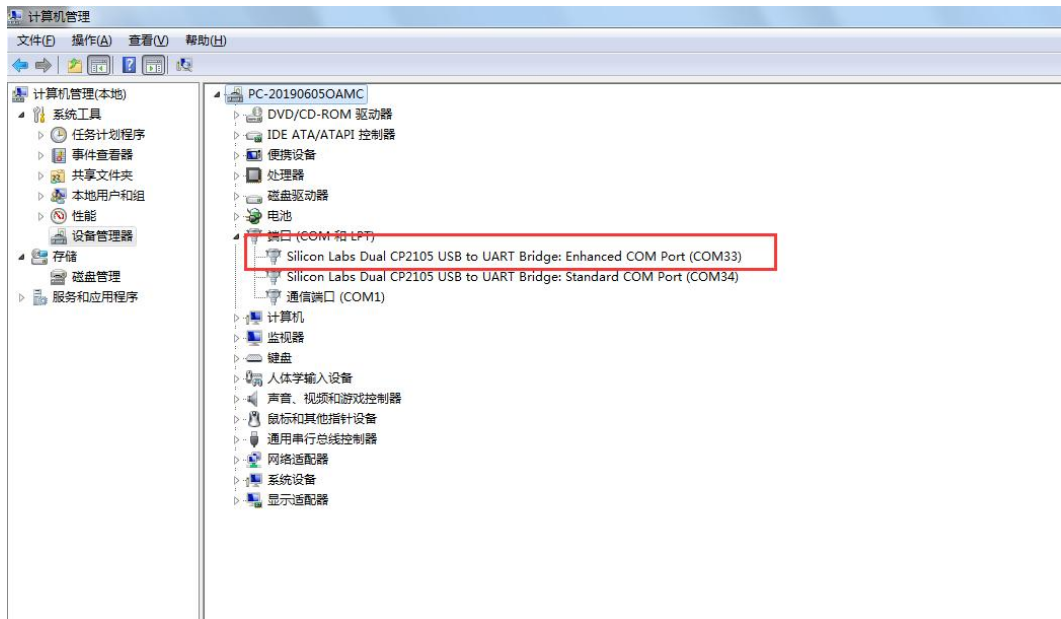 计算机管理
文件(F) 操作(A) 查看(V) 帮助(H)
计算机管理(本地)
系统工具
任务计划程序
事件查看器
共享文件夹
本地用户和组
性能
设备管理器
存储
磁盘管理
服务和应用程序
PC-20190605OAMC
DVD/CD-ROM 驱动器
IDE ATA/ATAPI 控制器
便携设备
处理器
磁盘驱动器
电池
端口 (COM 和 LPT)
Silicon Labs Dual CP2105 USB to UART Bridge: Enhanced COM Port (COM33)
Silicon Labs Dual CP2105 USB to UART Bridge: Standard COM Port (COM34)
通信端口 (COM1)
计算机
监视器
键盘
人体学输入设备
声音、视频和游戏控制器
鼠标和其他指针设备
通用串行总线控制器
网络适配器
系统设备
显示适配器